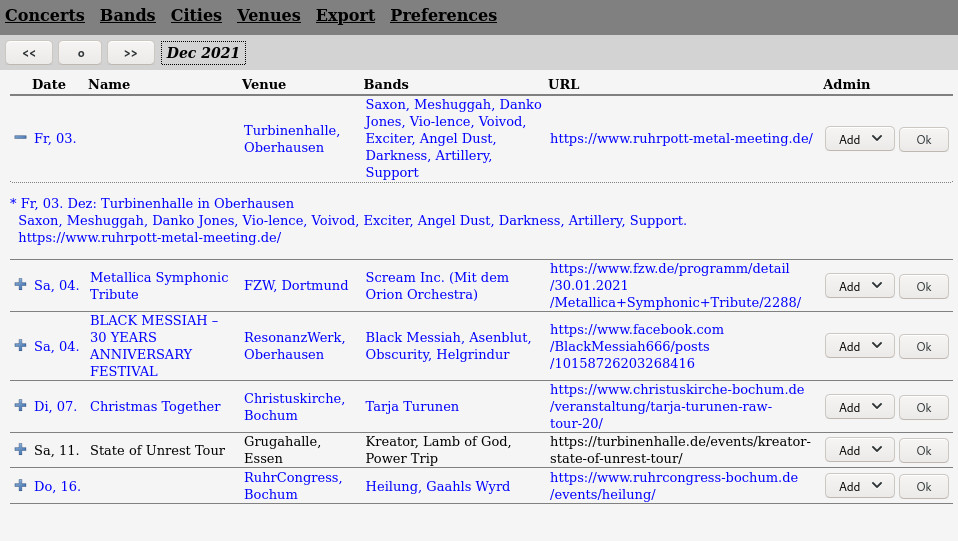 Concerts Bands Cities Venues Export Preferences
<< o >> Dec 2021
Date Name Venue Bands URL Admin
Fr, 03. Turbinenhalle, Oberhausen Saxon, Meshuggah, Danko Jones, Vio-lence, Voivod, Exciter, Angel Dust, Darkness, Artillery, Support https://www.ruhrpott-metal-meeting.de/ Add Ok
* Fr, 03. Dez: Turbinenhalle in Oberhausen
Saxon, Meshuggah, Danko Jones, Vio-lence, Voivod, Exciter, Angel Dust, Darkness, Artillery, Support.
https://www.ruhrpott-metal-meeting.de/
Sa, 04. Metallica Symphonic Tribute FZW, Dortmund Scream Inc. (Mit dem Orion Orchestra) https://www.fzw.de/programm/detail/30.01.2021/Metallica+Symphonic+Tribute/2288/ Add Ok
Sa, 04. BLACK MESSIAH – 30 YEARS ANNIVERSARY FESTIVAL ResonanzWerk, Oberhausen Black Messiah, Asenblut, Obscurity, Helgrindur https://www.facebook.com/BlackMessiah666/posts/10158726203268416 Add Ok
Di, 07. Christmas Together Christuskirche, Bochum Tarja Turunen https://www.christuskirche-bochum.de/veranstaltung/tarja-turunen-raw-tour-20/ Add Ok
Sa, 11. State of Unrest Tour Grugahalle, Essen Kreator, Lamb of God, Power Trip https://turbinenhalle.de/events/kreator-state-of-unrest-tour/ Add Ok
Do, 16. RuhrCongress, Bochum Heilung, Gaahls Wyrd https://www.ruhrcongress-bochum.de/events/heilung/ Add Ok